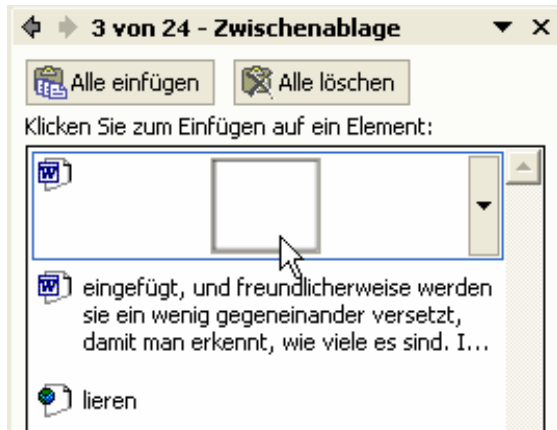 3 von 24 - Zwischenablage
Alle einfügen Alle löschen
Klicken Sie zum Einfügen auf ein Element:
eingefügt, und freundlicherweise werden
sie ein wenig gegeneinander versetzt,
damit man erkennt, wie viele es sind. I...
lieren